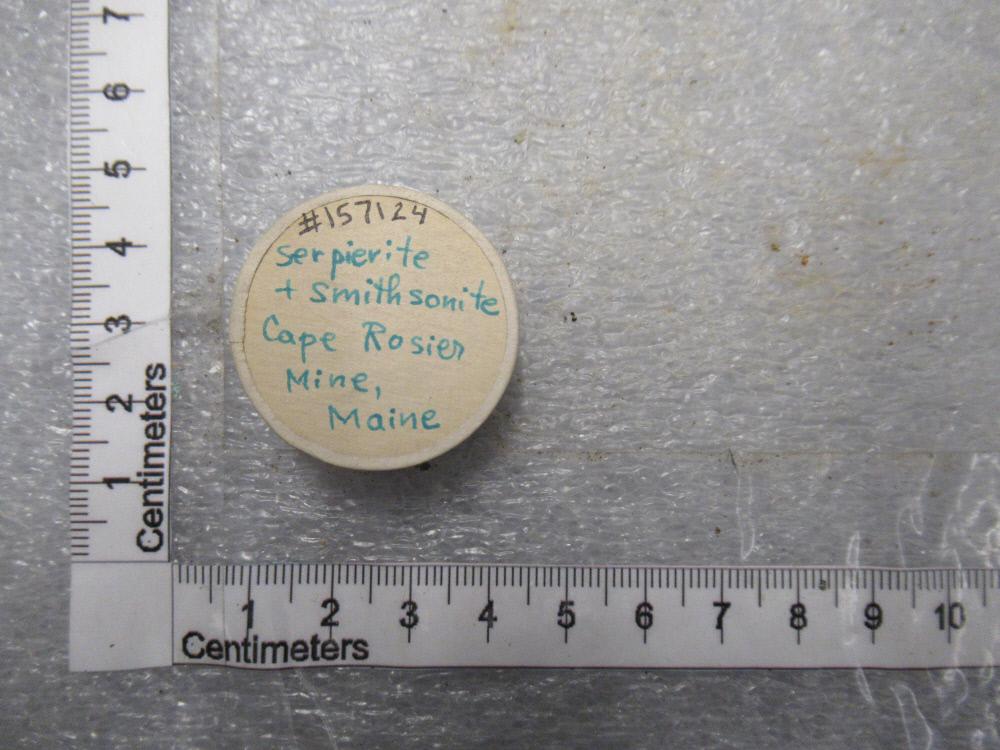 #157124
serpierite
+ smithsonite
Cape Rosier
Mine,
Maine
7
6
5
4
3
2
1
Centimeters
1 2 3 4 5 6 7 8 9 10
Centimeters